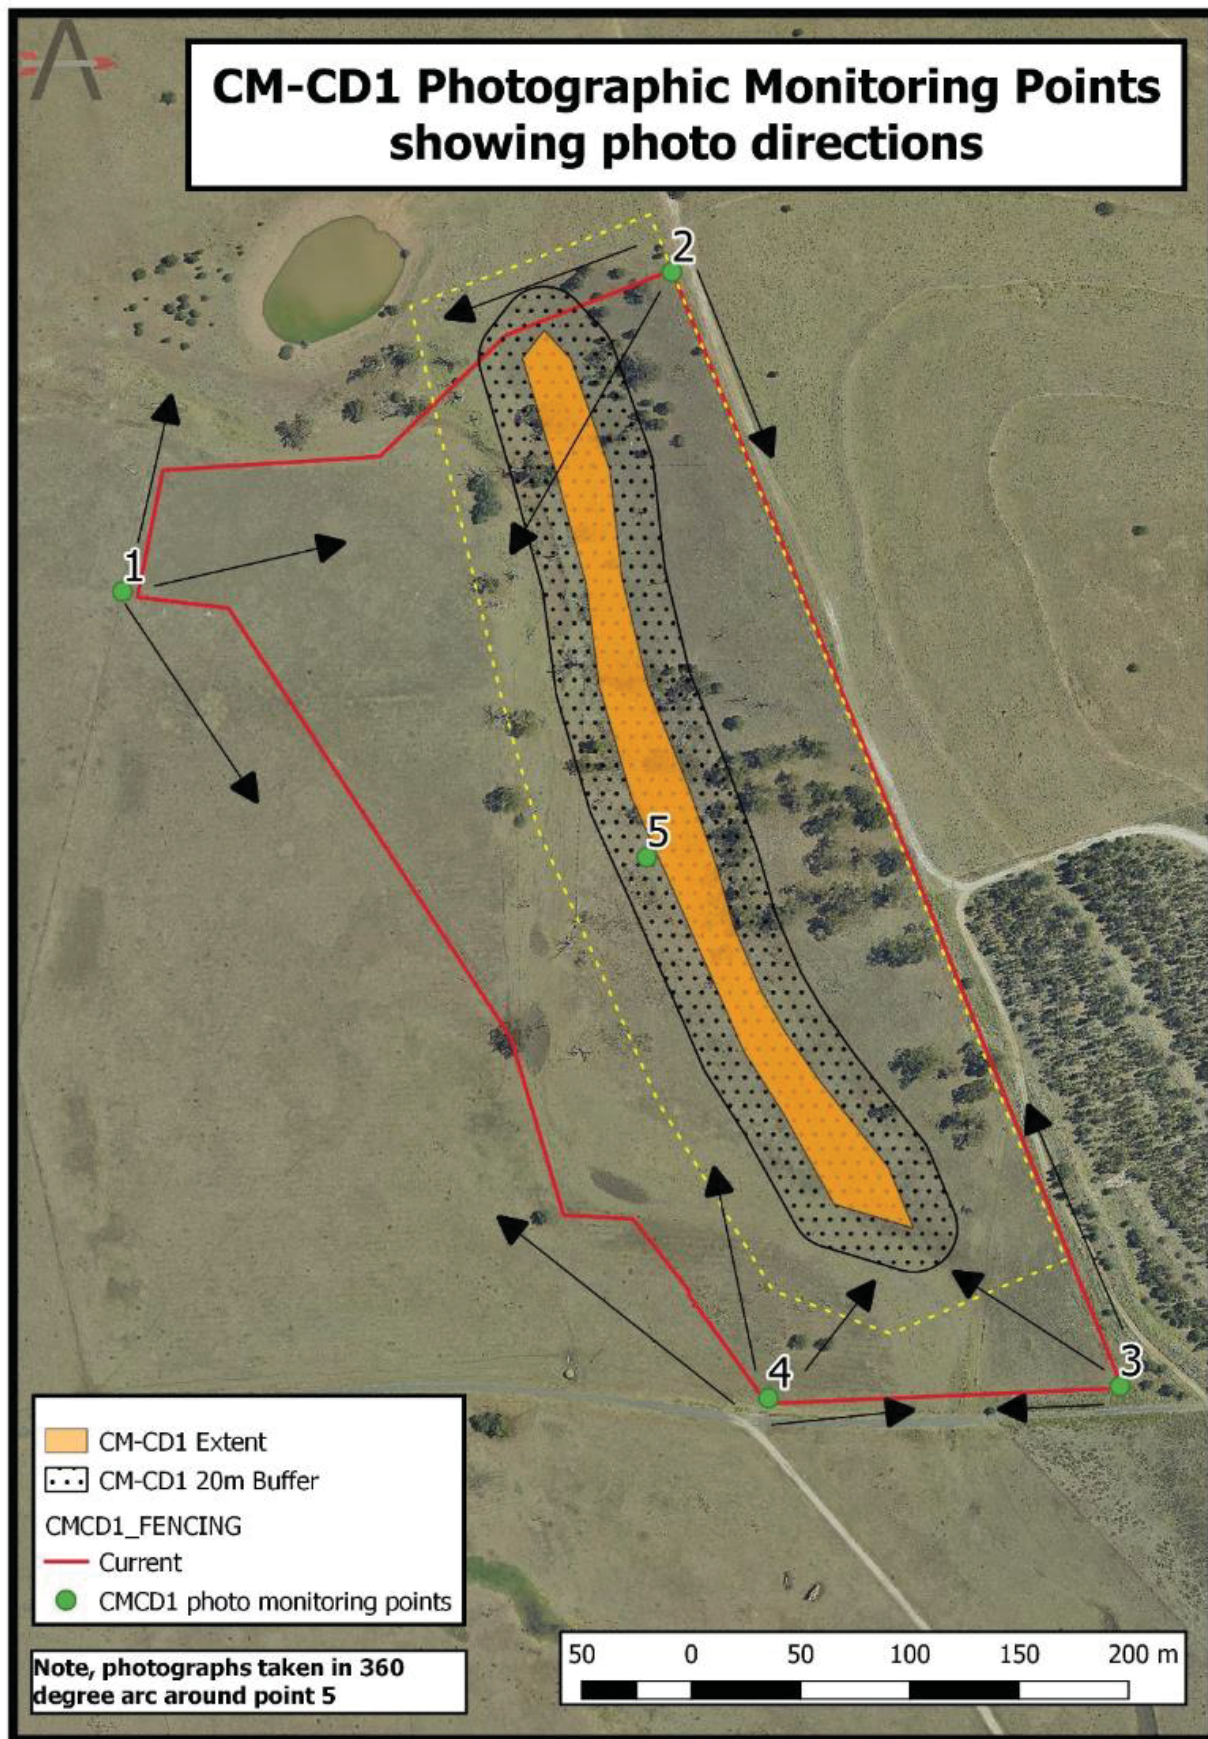 CM-CD1 Photographic Monitoring Points
showing photo directions
2
1
5
4
3
CM-CD1 Extent
CM-CD1 20m Buffer
CMCD1_FENCING
Current
CMCD1 photo monitoring points
Note, photographs taken in 360
degree arc around point 5
50 0 50 100 150 200 m